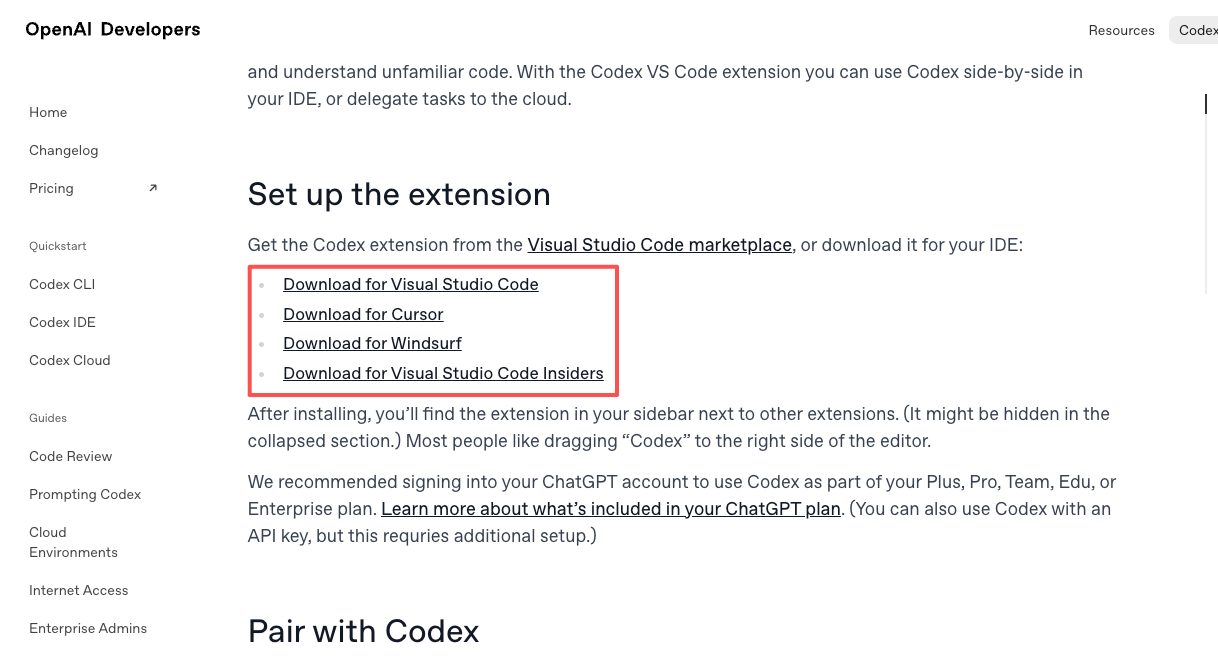 OpenAI Developers
Resources
Codex
and understand unfamiliar code. With the Codex VS Code extension you can use Codex side-by-side in
your IDE, or delegate tasks to the cloud.
Home
Changelog
Pricing
Quickstart
Codex CLI
Codex IDE
Codex Cloud
Guides
Code Review
Prompting Codex
Cloud
Environments
Internet Access
Enterprise Admins
Set up the extension
Get the Codex extension from the Visual Studio Code marketplace, or download it for your IDE:
Download for Visual Studio Code
Download for Cursor
Download for Windsurf
Download for Visual Studio Code Insiders
After installing, you’ll find the extension in your sidebar next to other extensions. (It might be hidden in the
collapsed section.) Most people like dragging “Codex” to the right side of the editor.
We recommended signing into your ChatGPT account to use Codex as part of your Plus, Pro, Team, Edu, or
Enterprise plan. Learn more about what’s included in your ChatGPT plan. (You can also use Codex with an
API key, but this requries additional setup.)
Pair with Codex